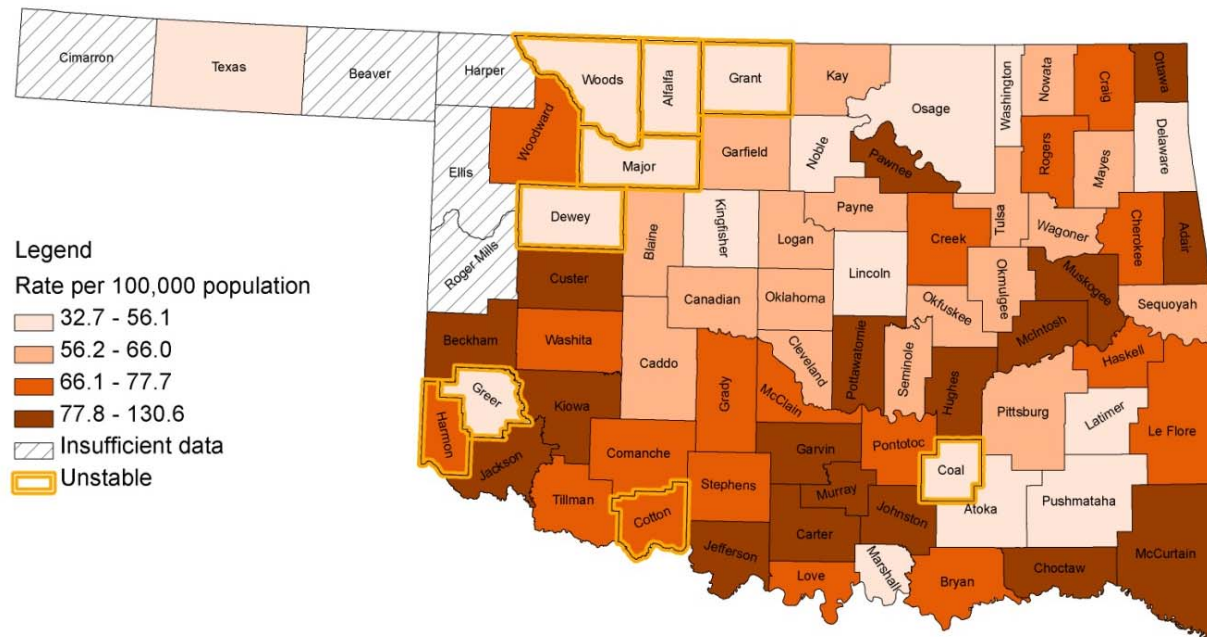 Cimarron
Texas
Beaver
Harper
Woods
Alfalfa
Grant
Kay
Osage
Washington
Nowata
Craig
Ottawa
Ellis
Woodward
Major
Garfield
Noble
Pawnee
Rogers
Mayes
Delaware
Roger Mills
Dewey
Blaine
Kingfisher
Logan
Payne
Creek
Tulsa
Wagoner
Cherokee
Adair
Legend
Rate per 100,000 population
32.7 - 56.1
56.2 - 66.0
66.1 - 77.7
77.8 - 130.6
Insufficient data
Unstable
Custer
Canadian
Oklahoma
Lincoln
Okfuskee
Okmulgee
Muskogee
Sequoyah
Beckham
Washita
Caddo
Grady
Cleveland
McClain
Pottawatomie
Seminole
Hughes
McIntosh
Haskell
Pittsburg
Latimer
Le Flore
Harmon
Greer
Kiowa
Jackson
Comanche
Tillman
Cotton
Stephens
Garvin
Murray
Pontotoc
Coal
Atoka
Pushmataha
Johnston
Carter
Jefferson
Love
Marshalk
Bryan
Choctaw
McCurtain